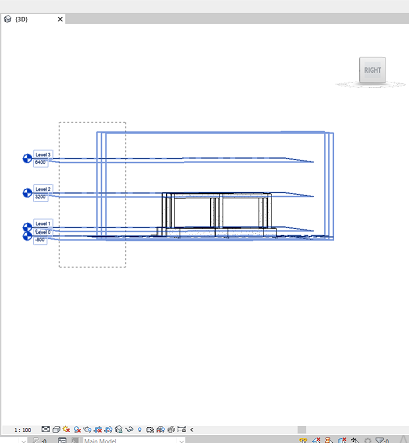 {3D}
RIGHT
Level 3
6400
Level 2
3200
Level 1
Level 0
-800
1 : 100
Main Model